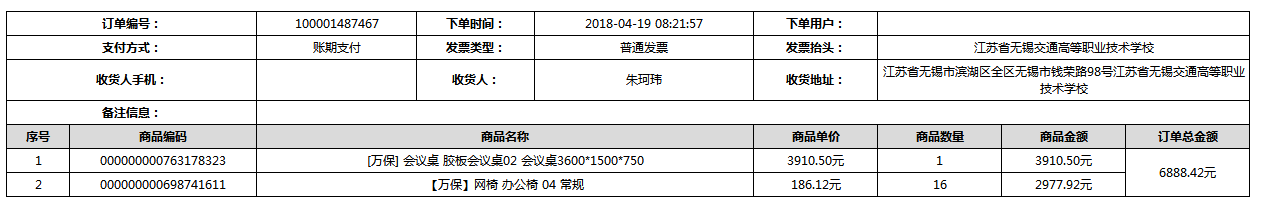 订单编号： 100001487467 下单时间： 2018-04-19 08:21:57 下单用户：
支付方式： 账期支付 发票类型： 普通发票 发票抬头： 江苏省无锡交通高等职业技术学校
收货人手机： 收货人： 朱珂玮 收货地址： 江苏省无锡市滨湖区全区无锡市钱荣路98号江苏省无锡交通高等职业
技术学校
备注信息：
序号 商品编码 商品名称 商品单价 商品数量 商品金额 订单总金额
1 000000000763178323 [万保] 会议桌 胶板会议桌02 会议桌3600*1500*750 3910.50元 1 3910.50元 6888.42元
2 000000000698741611 【万保】网椅 办公椅 04 常规 186.12元 16 2977.92元